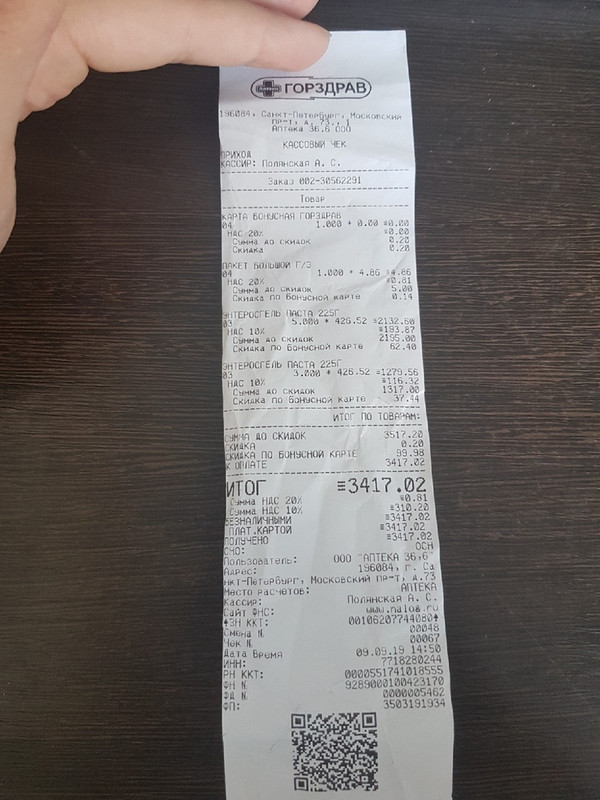 Аптека ГОРЗДРАВ
196084, Санкт-Петербург, Московский
пр-т, д. 73, , 1
Аптека 36,6 ООО
КАССОВЫЙ ЧЕК
ПРИХОД
КАССИР: Полянская А. С.
Заказ 002-30562291
Товар
КАРТА БОНУСНАЯ ГОРЗДРАВ
04 1.000 * 0.00 ≡0.00
НДС 20% ≡0.00
Сумма до скидок 0.20
Скидка 0.20
ПАКЕТ БОЛЬШОЙ Г/З
04 1.000 * 4.86 ≡4.86
НДС 20% ≡0.81
Сумма до скидок 5.00
Скидка по бонусной карте 0.14
ЭНТЕРОСГЕЛЬ ПАСТА 225Г
03 5.000 * 426.52 ≡2132.60
НДС 10% ≡193.87
Сумма до скидок 2195.00
Скидка по бонусной карте 62.40
ЭНТЕРОСГЕЛЬ ПАСТА 225Г
03 3.000 * 426.52 ≡1279.56
НДС 10% ≡116.32
Сумма до скидок 1317.00
Скидка по бонусной карте 37.44
ИТОГ ПО ТОВАРАМ:
СУММА ДО СКИДОК 3517.20
СКИДКА 0.20
СКИДКА ПО БОНУСНОЙ КАРТЕ 99.98
К ОПЛАТЕ 3417.02
ИТОГ ≡3417.02
Сумма НДС 20% ≡0.81
Сумма НДС 10% ≡310.20
БЕЗНАЛИЧНЫМИ ≡3417.02
ПЛАТ.КАРТОЙ ≡3417.02
ПОЛУЧЕНО ≡3417.02
СНО: ОСН
Пользователь: ООО "АПТЕКА 36,6"
Адрес: 196084, г. Са
нкт-Петербург, Московский пр-т, д.73
Место расчетов: АПТЕКА
Кассир: Полянская А. С.
Сайт ФНС: www.nalog.ru
ЗН ККТ: 00106207744080
Смена N 00048
Чек N 00067
Дата Время 09.09.19 14:50
ИНН: 7718280244
РН ККТ: 0000551741018555
ФН N 9289000100423170
ФД N 0000005462
ФП: 3503191934